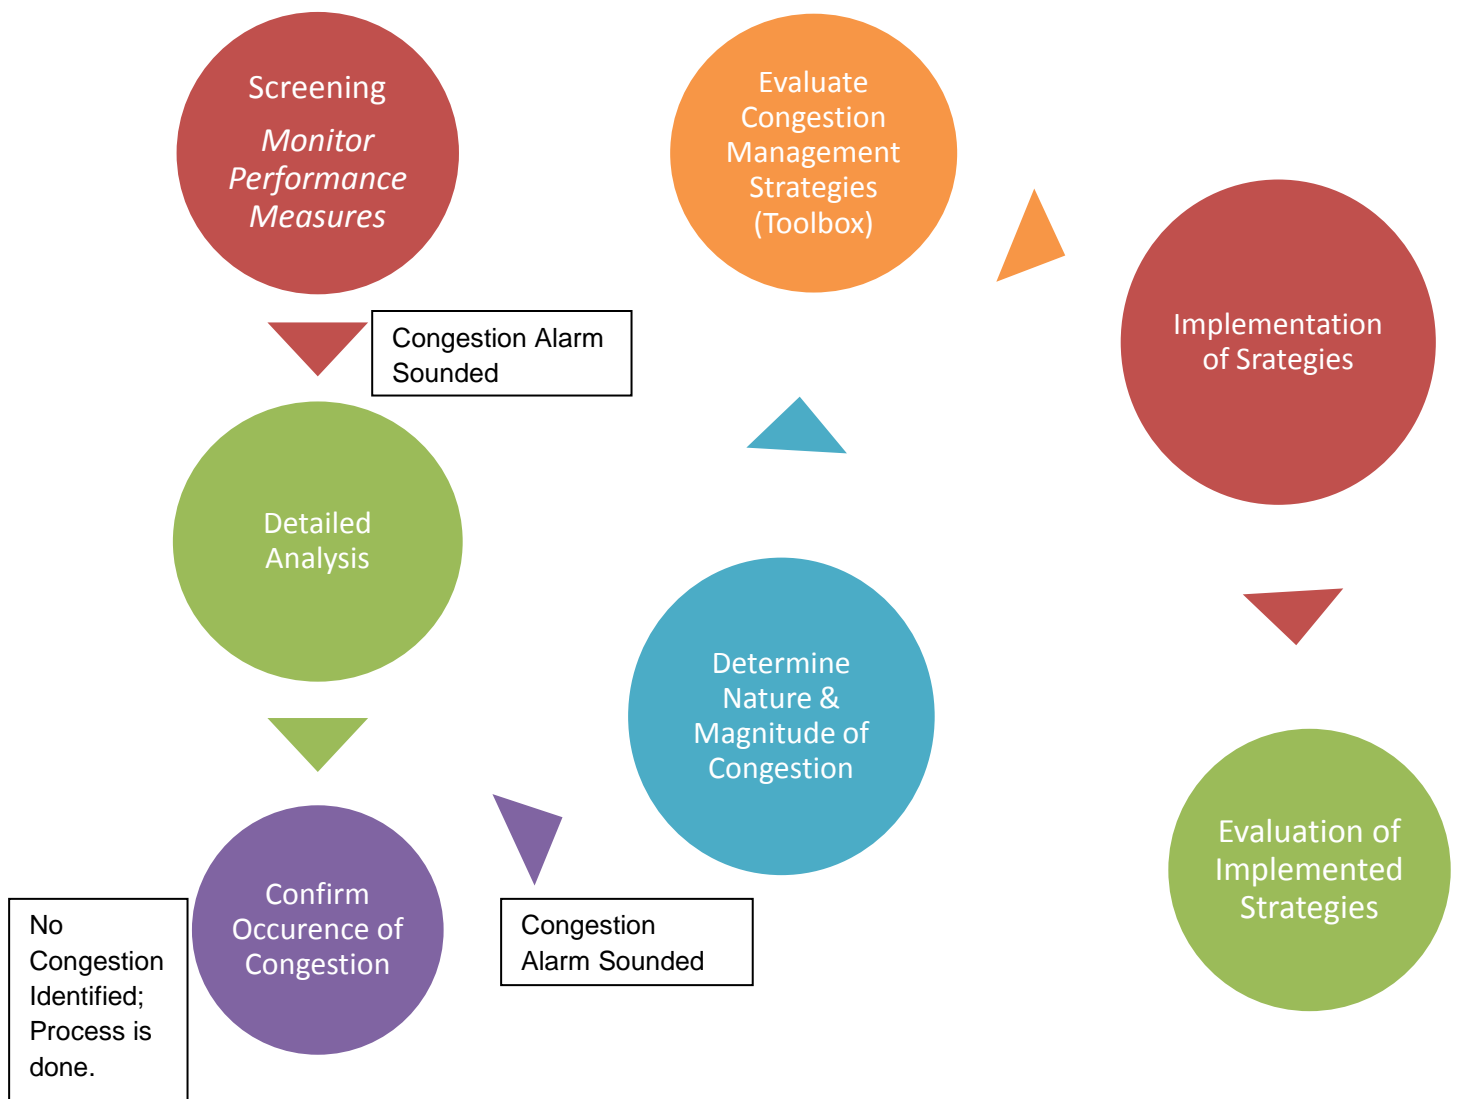 Screening
Monitor
Performance
Measures
Congestion Alarm
Sounded
Detailed
Analysis
Confirm
Occurence of
Congestion
No
Congestion
Identified;
Process is
done.
Congestion
Alarm Sounded
Determine
Nature &
Magnitude of
Congestion
Evaluate
Congestion
Management
Strategies
(Toolbox)
Implementation
of Srategies
Evaluation of
Implemented
Strategies